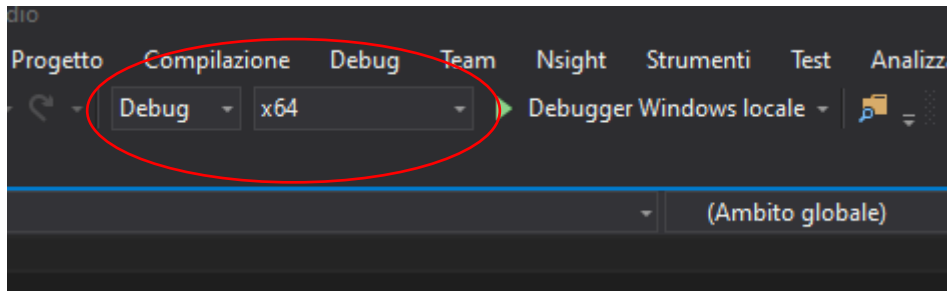 dio
Progetto Compilazione Debug Team Nsight Strumenti Test Analizz
Debug x64 Debugger Windows locale
(Ambito globale)